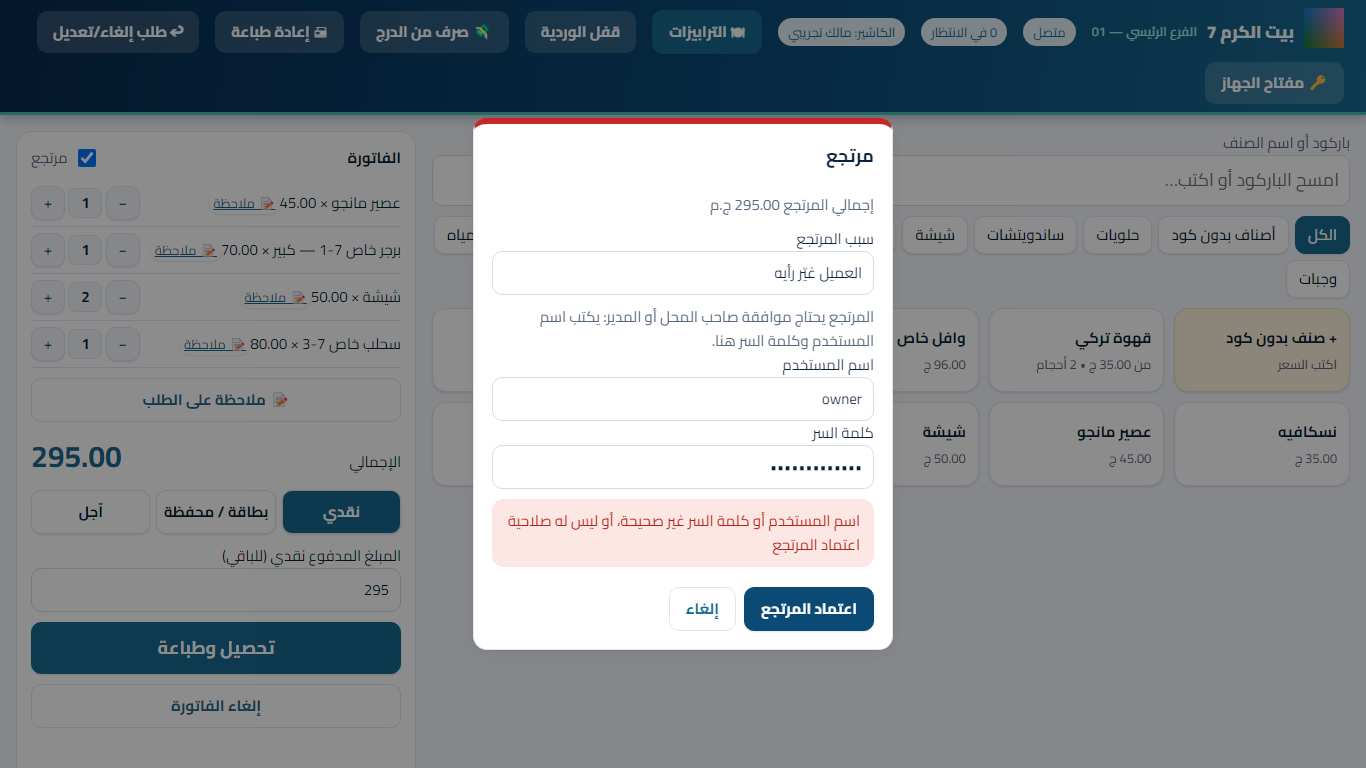 بيت الكرم 7
الفرع الرئيسي — 01
متصل
0 في الانتظار
الكاشير: مالك تجريبي
الترابيزات
قفل الوردية
صرف من الدرج
إعادة طباعة
طلب إلغاء/تعديل
مفتاح الجهاز
باركود أو اسم الصنف
امسح الباركود أو اكتب...
الكل
أصناف بدون كود
حلويات
ساندويتشات
شيشة
مياه
وجبات
+ صنف بدون كود
اكتب السعر
قهوة تركي
من 35.00 ج • 2 أحجام
وافل خاص
96.00 ج
نسكافيه
35.00 ج
عصير مانجو
45.00 ج
شيشة
50.00 ج
مرتجع
إجمالي المرتجع 295.00 ج.م
سبب المرتجع
العميل غيّر رأيه
المرتجع يحتاج موافقة صاحب المحل أو المدير: يكتب اسم
المستخدم وكلمة السر هنا.
اسم المستخدم
owner
كلمة السر
•••••••••••••
اسم المستخدم أو كلمة السر غير صحيحة، أو ليس له صلاحية
اعتماد المرتجع
اعتماد المرتجع
إلغاء
الفاتورة
مرتجع
عصير مانجو × 45.00 ملاحظة − 1 +
برجر خاص 7-1 — كبير × 70.00 ملاحظة − 1 +
شيشة × 50.00 ملاحظة − 2 +
سحلب خاص 7-3 × 80.00 ملاحظة − 1 +
ملاحظة على الطلب
الإجمالي
295.00
نقدي
بطاقة / محفظة
آجل
المبلغ المدفوع نقدي (للباقي)
295
تحصيل وطباعة
إلغاء الفاتورة